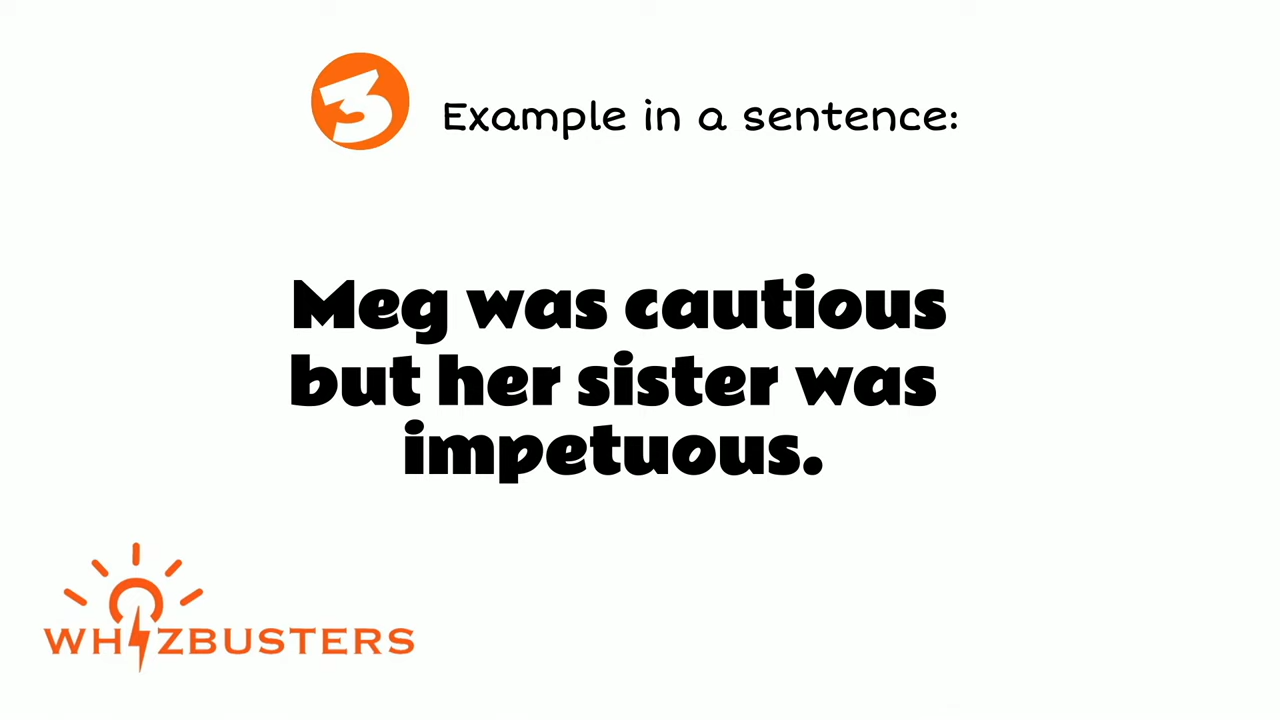 3 Example in a sentence:
Meg was cautious
but her sister was
impetuous.
WHIZBUSTERS